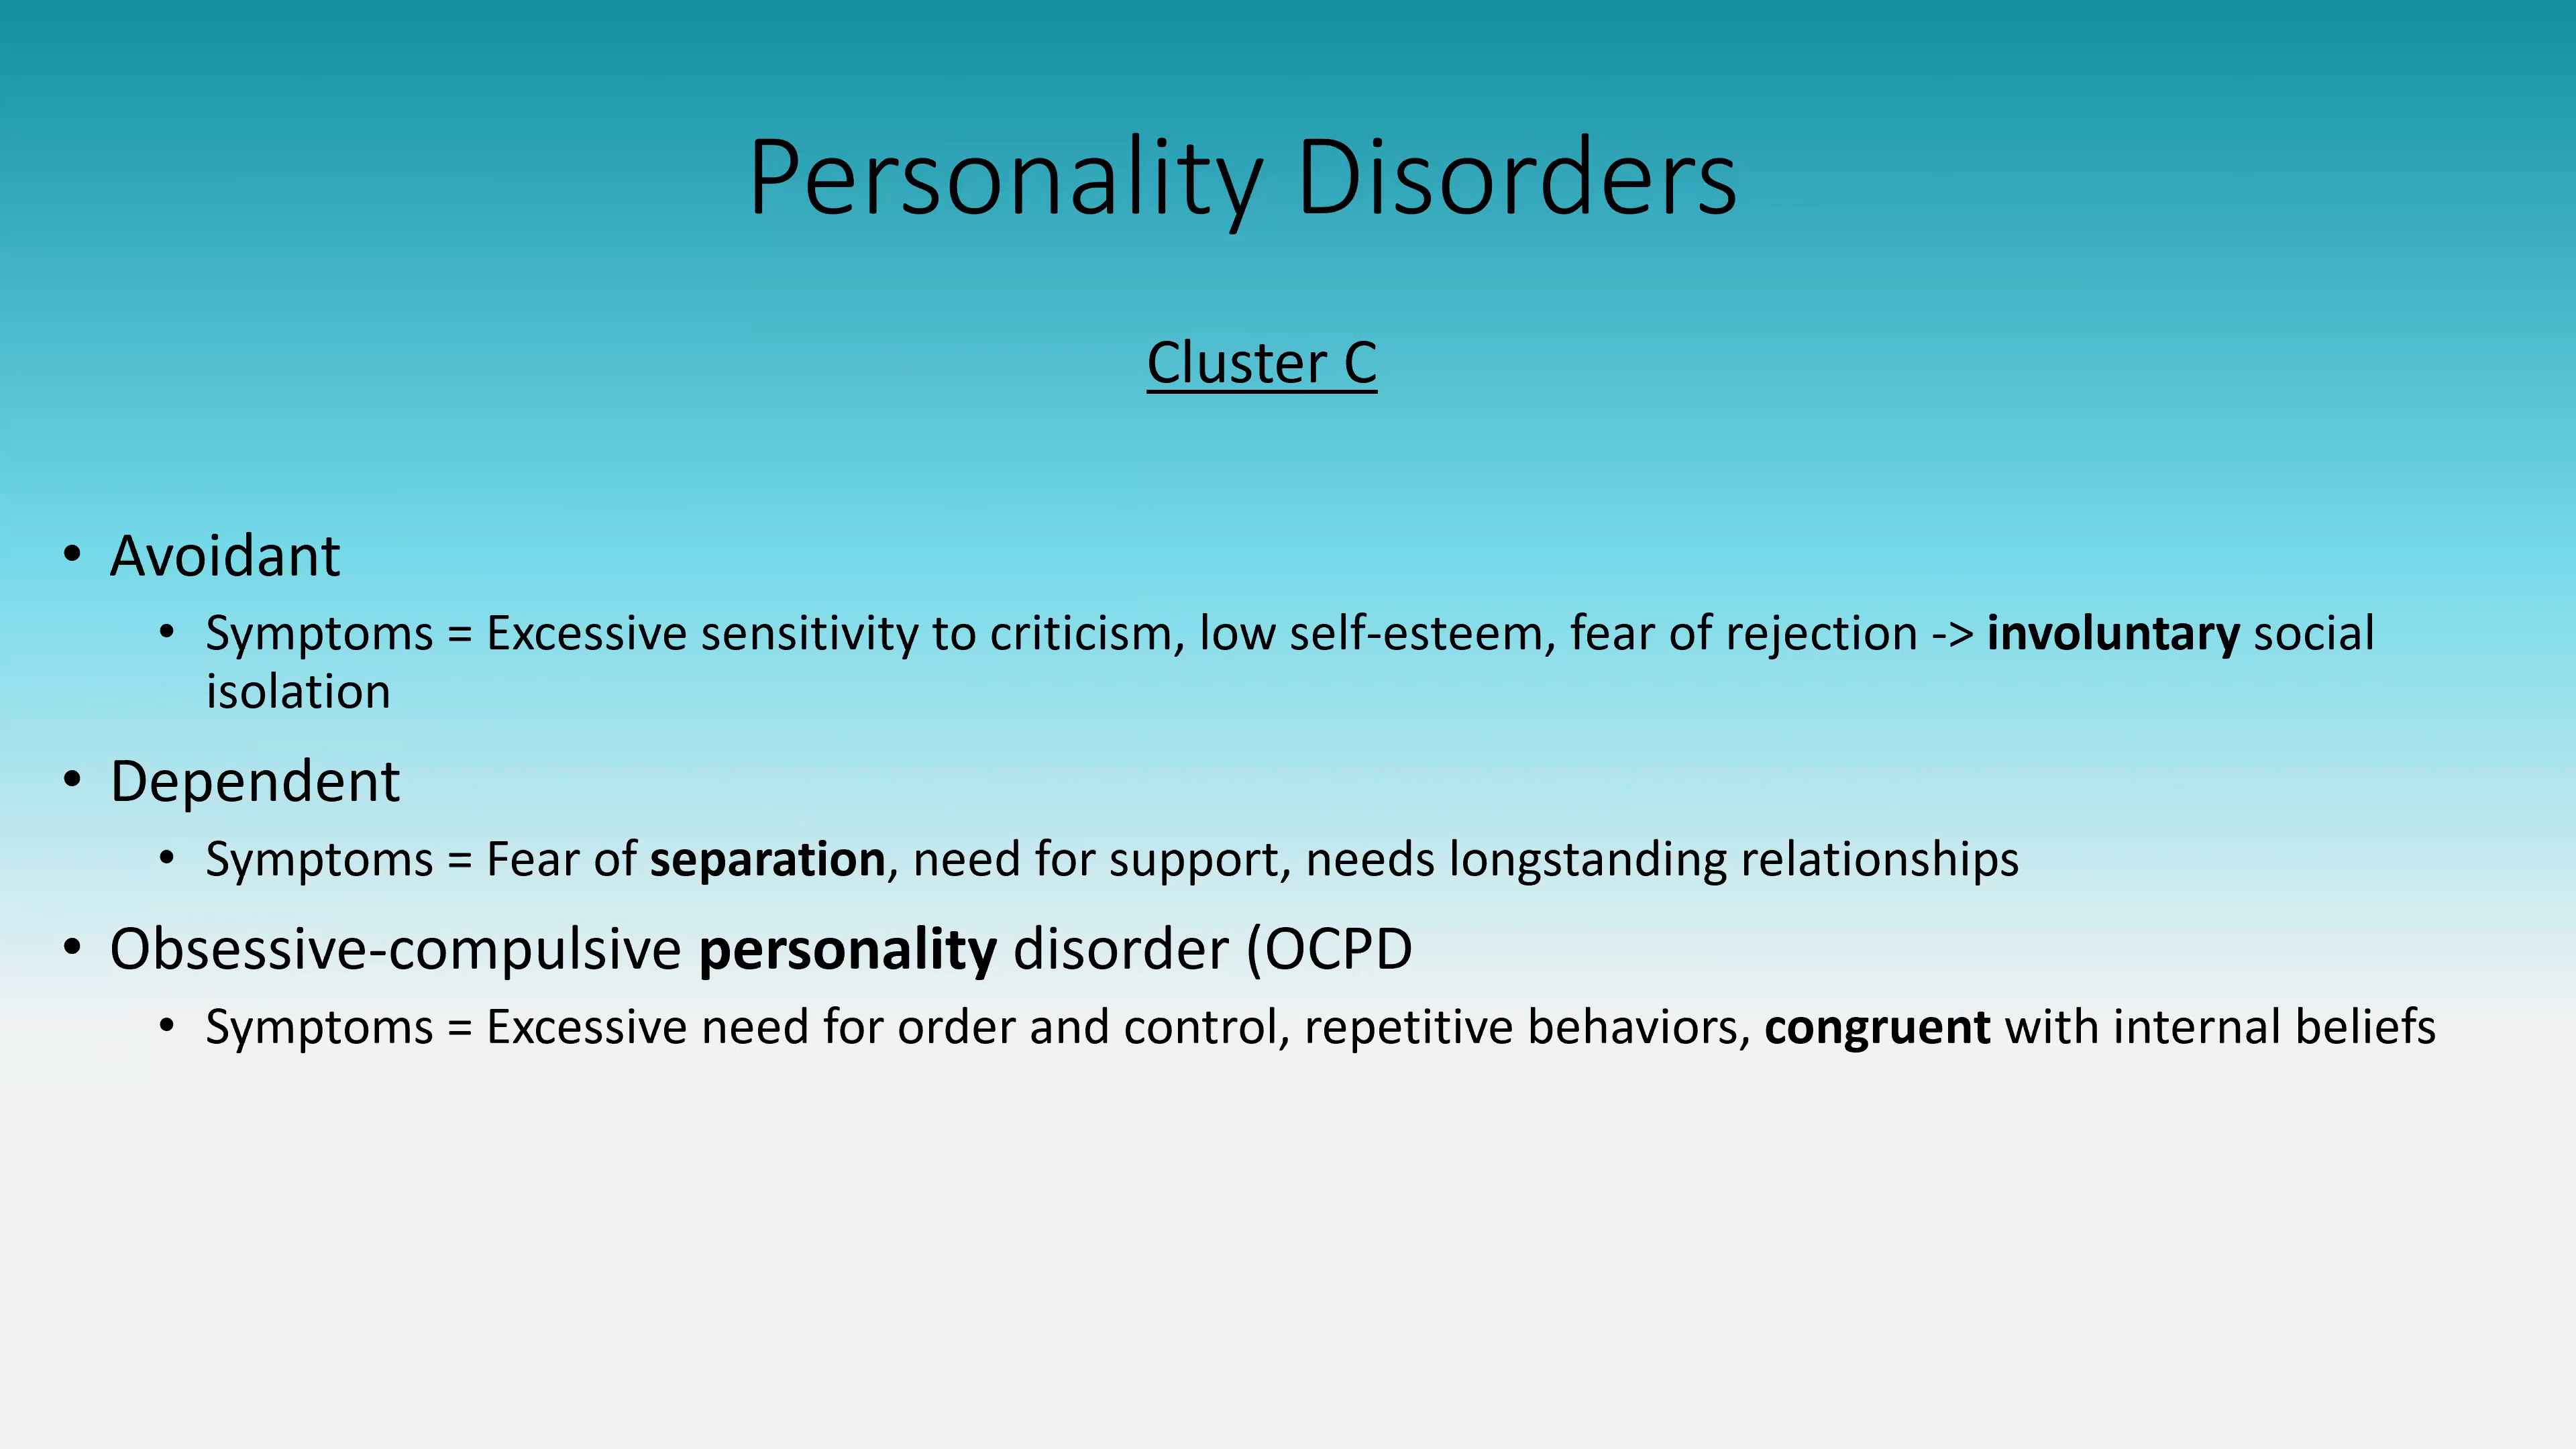 Personality Disorders
Cluster C
• Avoidant
• Symptoms = Excessive sensitivity to criticism, low self-esteem, fear of rejection -> involuntary social
isolation
• Dependent
• Symptoms = Fear of separation, need for support, needs longstanding relationships
• Obsessive-compulsive personality disorder (OCPD
• Symptoms = Excessive need for order and control, repetitive behaviors, congruent with internal beliefs